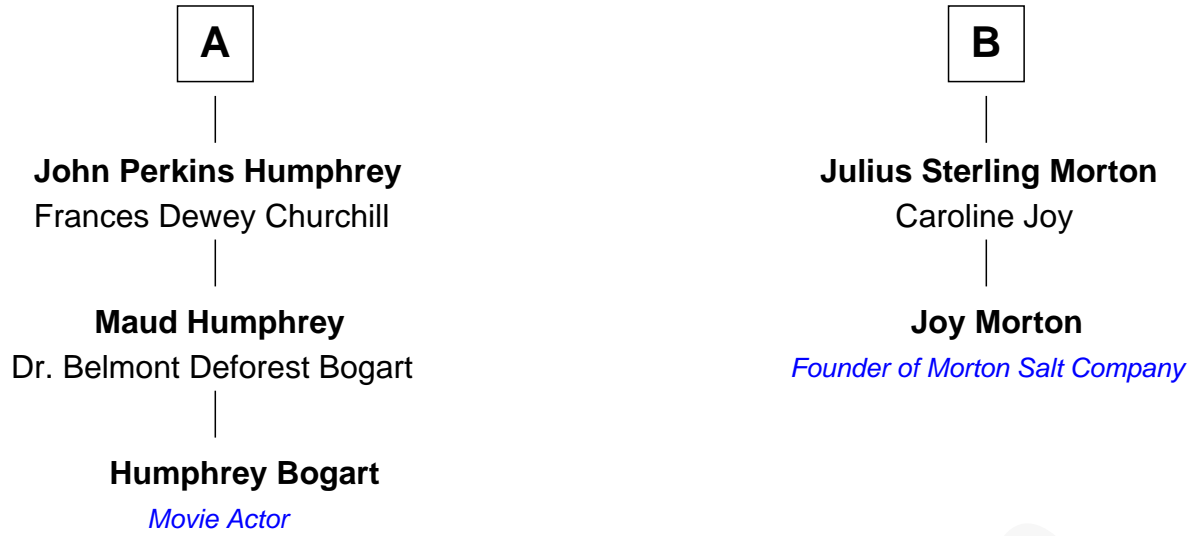 A
John Perkins Humphrey
Frances Dewey Churchill
Maud Humphrey
Dr. Belmont Deforest Bogart
Humphrey Bogart
Movie Actor
B
Julius Sterling Morton
Caroline Joy
Joy Morton
Founder of Morton Salt Company